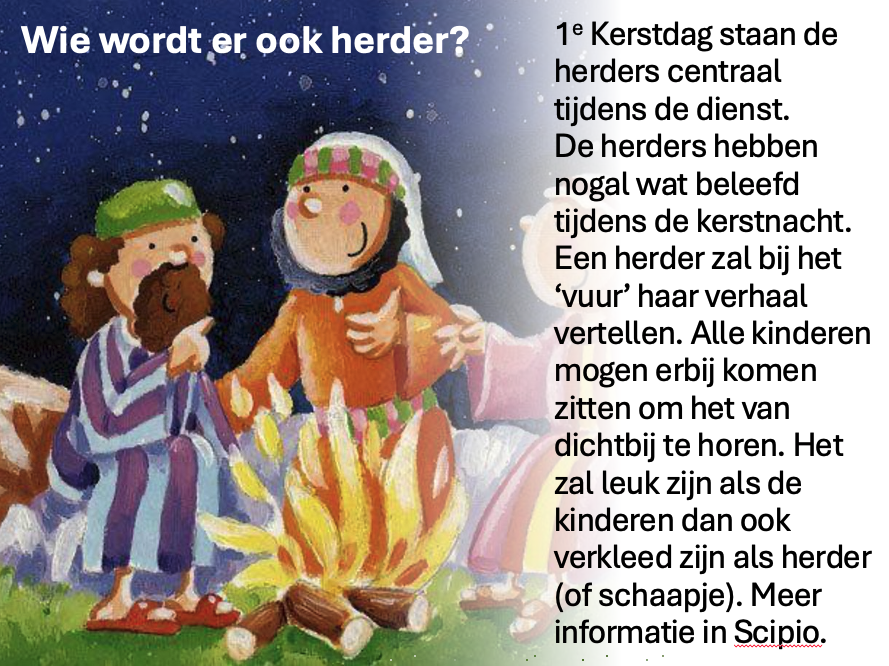 Wie wordt er ook herder?
1e Kerstdag staan de
herders centraal
tijdens de dienst.
De herders hebben
nogal wat beleefd
tijdens de kerstnacht.
Een herder zal bij het
‘vuur’ haar verhaal
vertellen. Alle kinderen
mogen erbij komen
zitten om het van
dichtbij te horen. Het
zal leuk zijn als de
kinderen dan ook
verkleed zijn als herder
(of schaapje). Meer
informatie in Scipio.